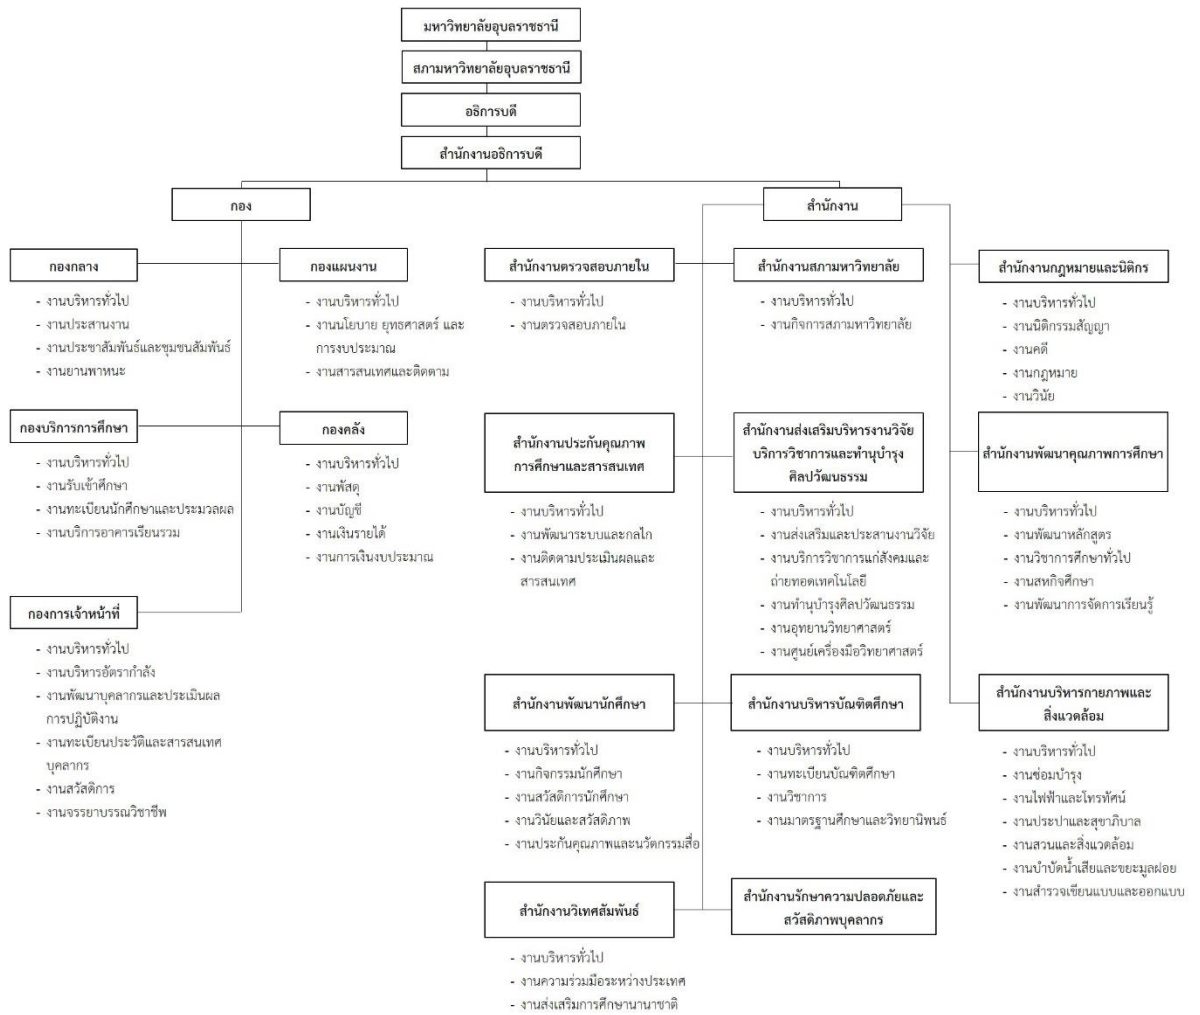 มหาวิทยาลัยอุบลราชธานี
สภามหาวิทยาลัยอุบลราชธานี
อธิการบดี
สำนักงานอธิการบดี
กอง
สำนักงาน
กองกลาง
- งานบริหารทั่วไป
- งานประสานงาน
- งานประชาสัมพันธ์และชุมชนสัมพันธ์
- งานยานพาหนะ
กองแผนงาน
- งานบริหารทั่วไป
- งานนโยบาย ยุทธศาสตร์ และ
การงบประมาณ
- งานสารสนเทศและติดตาม
กองบริการการศึกษา
- งานบริหารทั่วไป
- งานรับเข้าศึกษา
- งานทะเบียนนักศึกษาและประมวลผล
- งานบริการอาคารเรียนรวม
กองคลัง
- งานบริหารทั่วไป
- งานพัสดุ
- งานบัญชี
- งานเงินรายได้
- งานการเงินงบประมาณ
กองการเจ้าหน้าที่
- งานบริหารทั่วไป
- งานบริหารอัตรากำลัง
- งานพัฒนาบุคลากรและประเมินผล
การปฏิบัติงาน
- งานทะเบียนประวัติและสารสนเทศ
บุคลากร
- งานสวัสดิการ
- งานจรรยาบรรณวิชาชีพ
สำนักงานตรวจสอบภายใน
- งานบริหารทั่วไป
- งานตรวจสอบภายใน
สำนักงานสภามหาวิทยาลัย
- งานบริหารทั่วไป
- งานกิจการสภามหาวิทยาลัย
สำนักงานกฎหมายและนิติกร
- งานบริหารทั่วไป
- งานนิติกรรมสัญญา
- งานคดี
- งานกฎหมาย
- งานวินัย
สำนักงานประกันคุณภาพ
การศึกษาและสารสนเทศ
- งานบริหารทั่วไป
- งานพัฒนาระบบและกลไก
- งานติดตามประเมินผลและ
สารสนเทศ
สำนักงานส่งเสริมบริหารงานวิจัย
บริการวิชาการและทำนุบำรุง
ศิลปวัฒนธรรม
- งานบริหารทั่วไป
- งานส่งเสริมและประสานงานวิจัย
- งานบริการวิชาการแก่สังคมและ
ถ่ายทอดเทคโนโลยี
- งานทำนุบำรุงศิลปวัฒนธรรม
- งานอุทยานวิทยาศาสตร์
- งานศูนย์เครื่องมือวิทยาศาสตร์
สำนักงานพัฒนาคุณภาพการศึกษา
- งานบริหารทั่วไป
- งานพัฒนาหลักสูตร
- งานวิชาการศึกษาทั่วไป
- งานสหกิจศึกษา
- งานพัฒนาการจัดการเรียนรู้
สำนักงานพัฒนานักศึกษา
- งานบริหารทั่วไป
- งานกิจกรรมนักศึกษา
- งานสวัสดิการนักศึกษา
- งานวินัยและสวัสดิภาพ
- งานประกันคุณภาพและนวัตกรรมสื่อ
สำนักงานบริหารบัณฑิตศึกษา
- งานบริหารทั่วไป
- งานทะเบียนบัณฑิตศึกษา
- งานวิชาการ
- งานมาตรฐานศึกษาและวิทยานิพนธ์
สำนักงานบริหารกายภาพและ
สิ่งแวดล้อม
- งานบริหารทั่วไป
- งานซ่อมบำรุง
- งานไฟฟ้าและโทรทัศน์
- งานประปาและสุขาภิบาล
- งานสวนและสิ่งแวดล้อม
- งานบำบัดน้ำเสียและขยะมูลฝอย
- งานสำรวจเขียนแบบและออกแบบ
สำนักงานวิเทศสัมพันธ์
- งานบริหารทั่วไป
- งานความร่วมมือระหว่างประเทศ
- งานส่งเสริมการศึกษานานาชาติ
สำนักงานรักษาความปลอดภัยและ
สวัสดิภาพบุคลากร